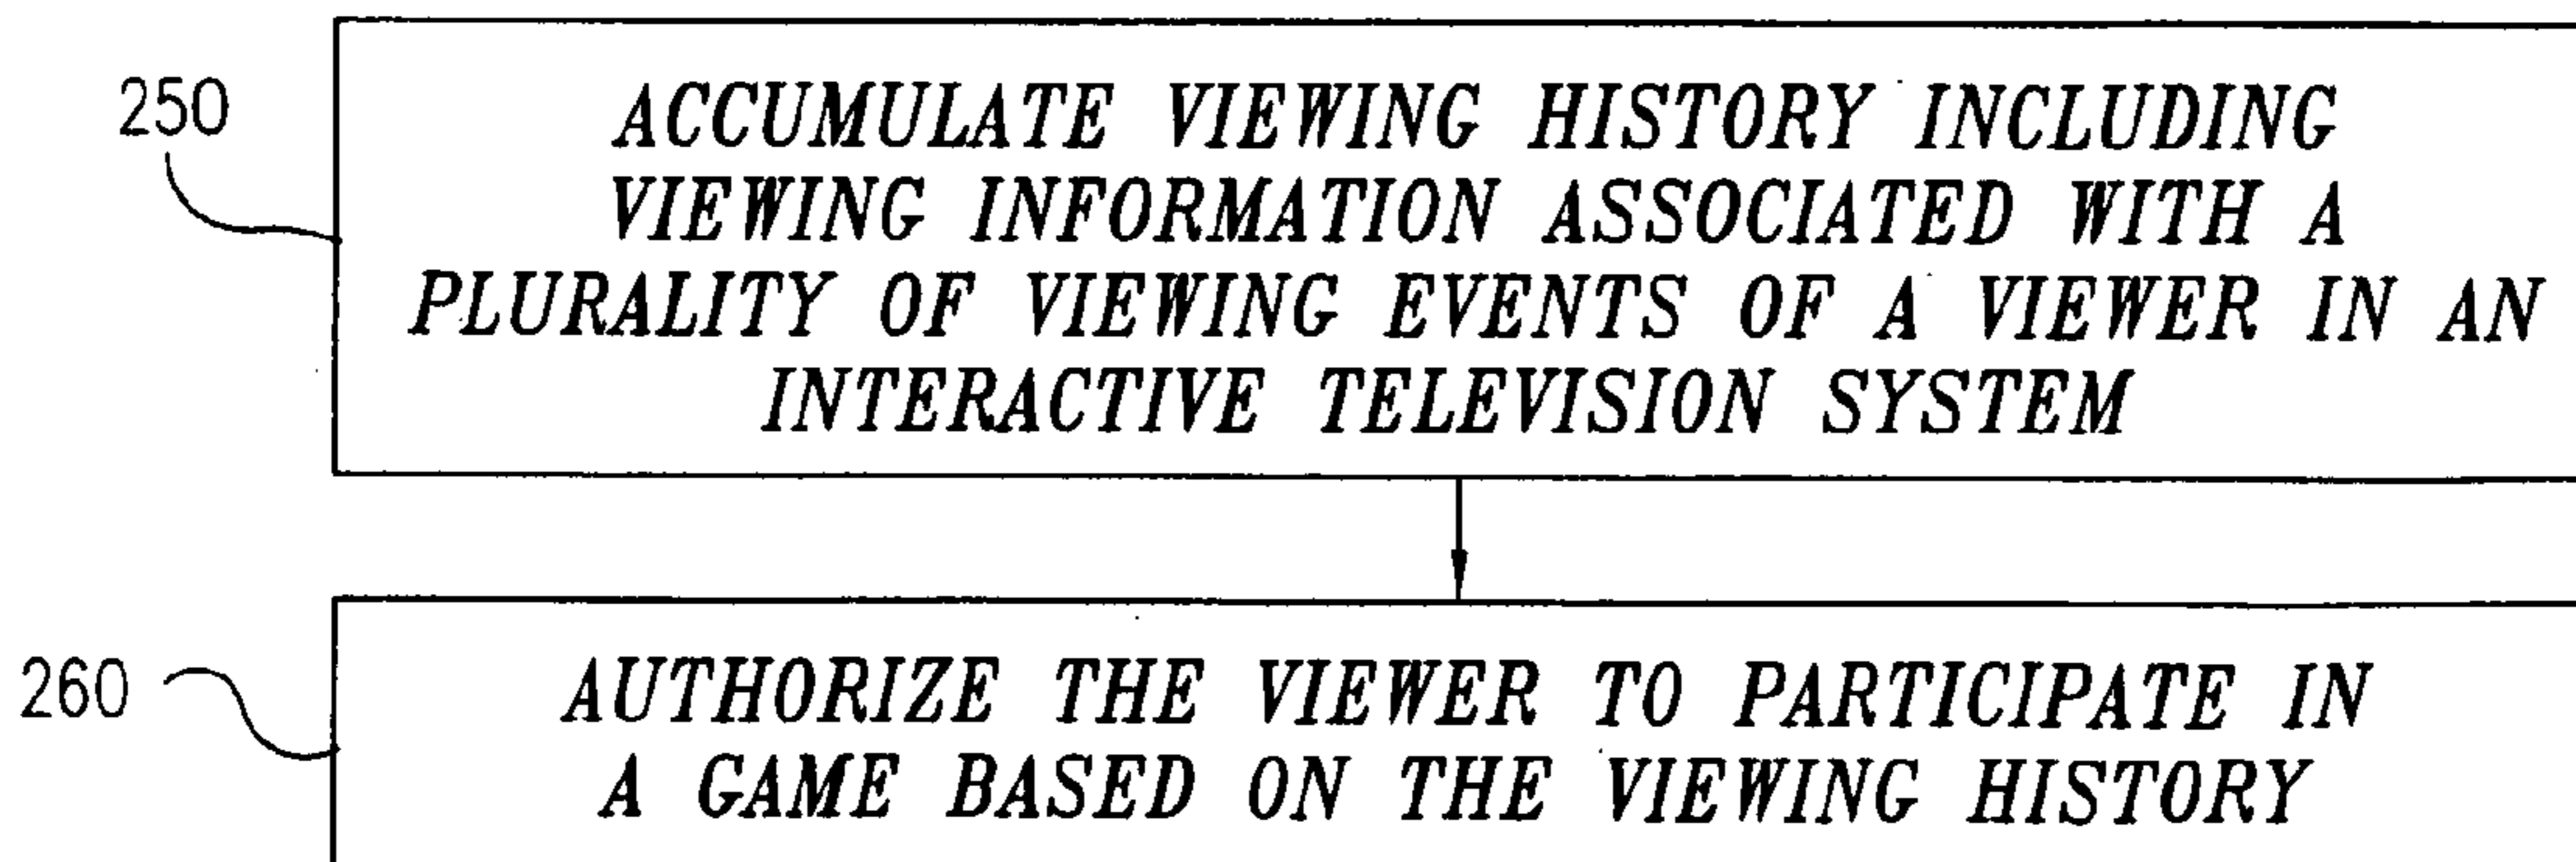 250
ACCUMULATE VIEWING HISTORY INCLUDING
VIEWING INFORMATION ASSOCIATED WITH A
PLURALITY OF VIEWING EVENTS OF A VIEWER IN AN
INTERACTIVE TELEVISION SYSTEM
260
AUTHORIZE THE VIEWER TO PARTICIPATE IN
A GAME BASED ON THE VIEWING HISTORY